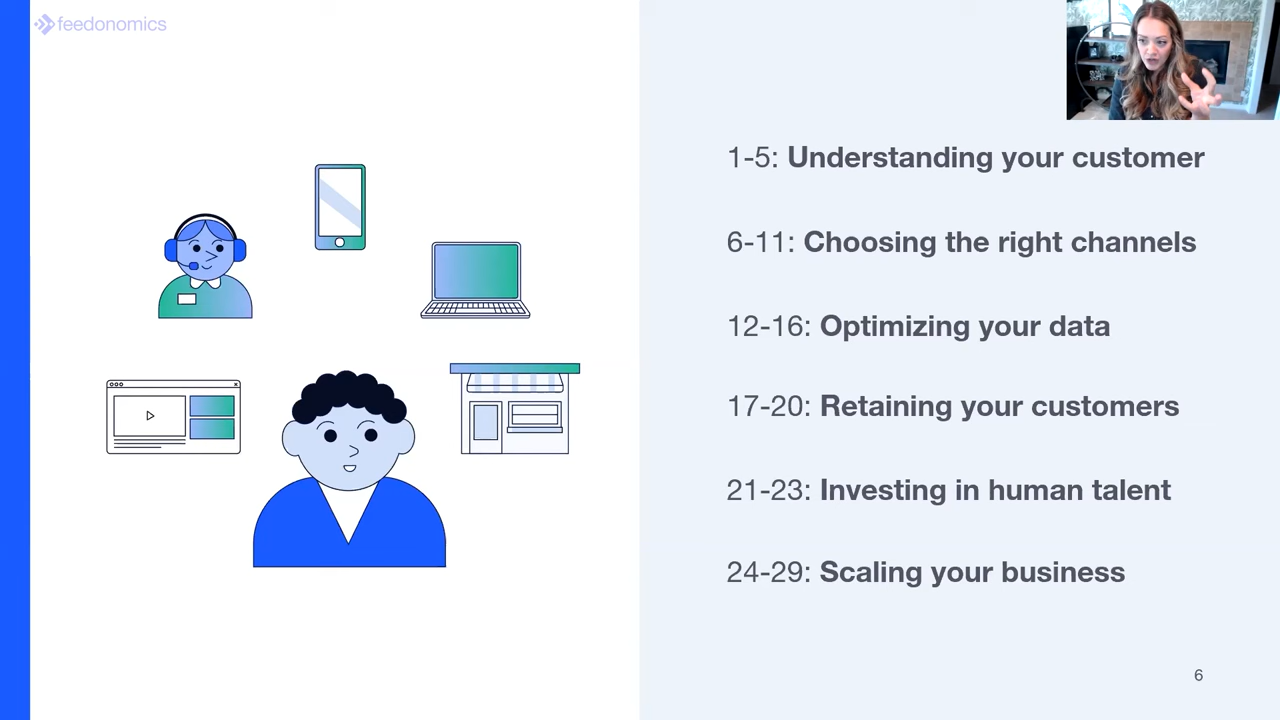 feedonomics
1-5: Understanding your customer
6-11: Choosing the right channels
12-16: Optimizing your data
17-20: Retaining your customers
21-23: Investing in human talent
24-29: Scaling your business
6